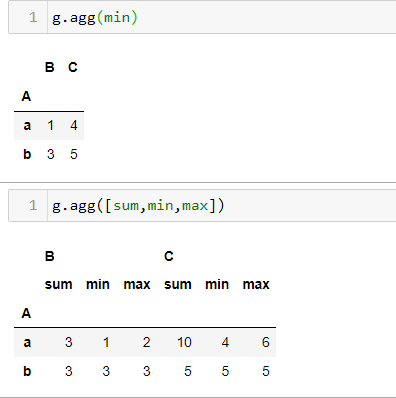 1 g.agg(min)
B C
A
a 1 4
b 3 5
1 g.agg([sum,min,max])
B C
sum min max sum min max
A
a 3 1 2 10 4 6
b 3 3 3 5 5 5